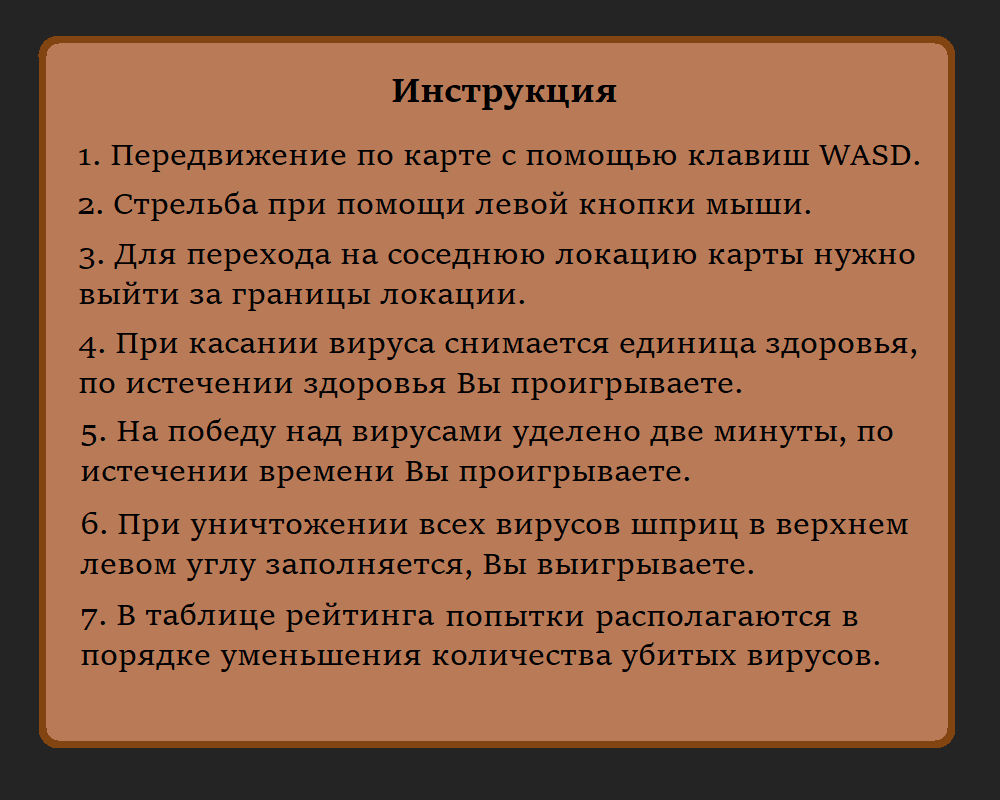 Инструкция
1. Передвижение по карте с помощью клавиш WASD.
2. Стрельба при помощи левой кнопки мыши.
3. Для перехода на соседнюю локацию карты нужно
выйти за границы локации.
4. При касании вируса снимается единица здоровья,
по истечении здоровья Вы проигрываете.
5. На победу над вирусами уделено две минуты, по
истечении времени Вы проигрываете.
6. При уничтожении всех вирусов шприц в верхнем
левом углу заполняется, Вы выигрываете.
7. В таблице рейтинга попытки располагаются в
порядке уменьшения количества убитых вирусов.